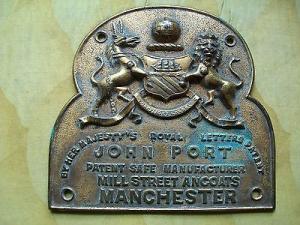 BY HER MAJESTY'S ROYAL LETTERS PATENT
JOHN PORT
PATENT SAFE MANUFACTURER
MILL STREET ANCOATS
MANCHESTER